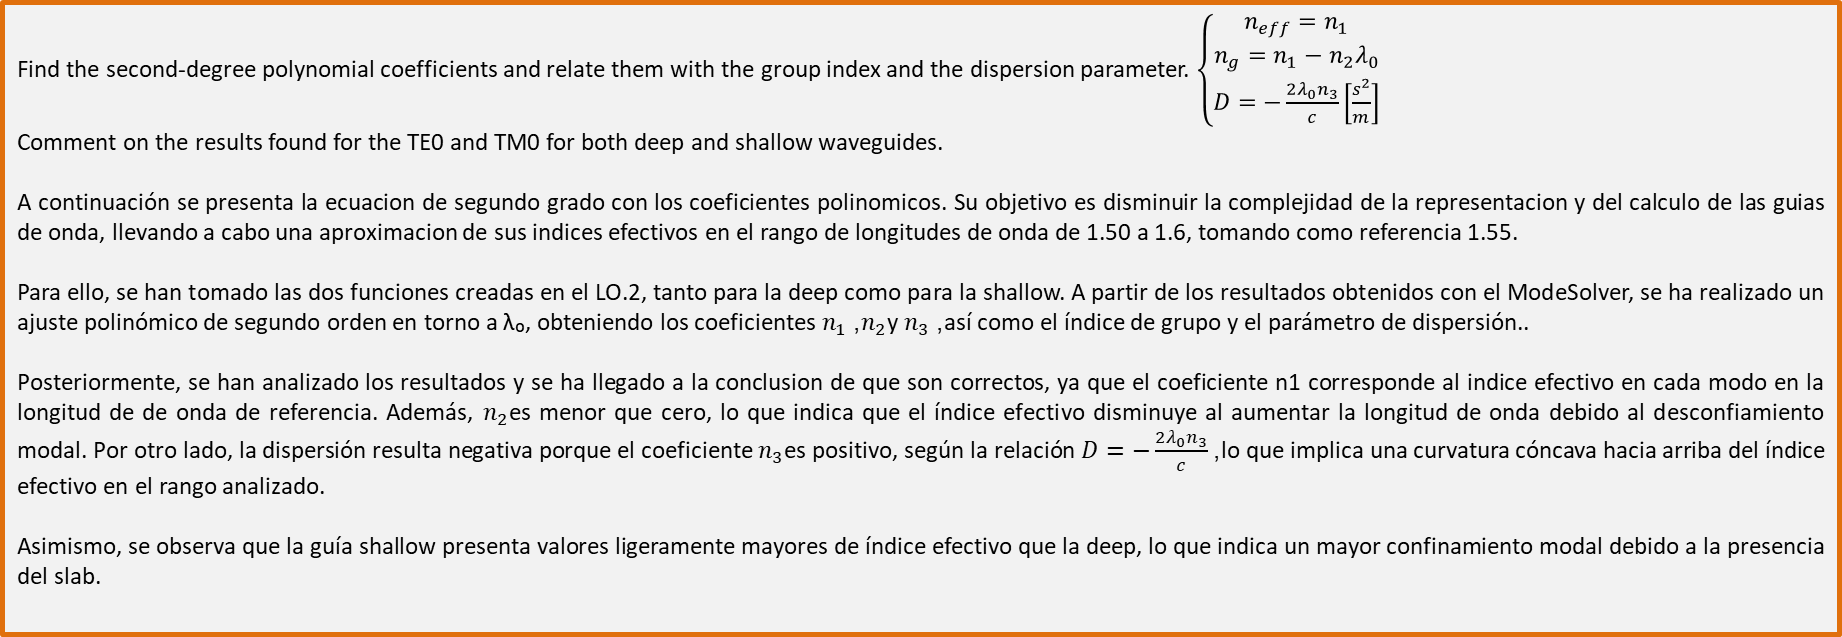 Find the second-degree polynomial coefficients and relate them with the group index and the dispersion parameter. { n_eff = n_1
n_g = n_1 − n_2λ_0
D = − 2λ_0n_3/c [s^2/m]
Comment on the results found for the TE0 and TM0 for both deep and shallow waveguides.
A continuación se presenta la ecuacion de segundo grado con los coeficientes polinomicos. Su objetivo es disminuir la complejidad de la representacion y del calculo de las guias
de onda, llevando a cabo una aproximacion de sus indices efectivos en el rango de longitudes de onda de 1.50 a 1.6, tomando como referencia 1.55.
Para ello, se han tomado las dos funciones creadas en el LO.2, tanto para la deep como para la shallow. A partir de los resultados obtenidos con el ModeSolver, se ha realizado un
ajuste polinómico de segundo orden en torno a λ₀, obteniendo los coeficientes n_1 ,n_2y n_3 ,así como el índice de grupo y el parámetro de dispersión..
Posteriormente, se han analizado los resultados y se ha llegado a la conclusion de que son correctos, ya que el coeficiente n1 corresponde al indice efectivo en cada modo en la
longitud de de onda de referencia. Además, n_2es menor que cero, lo que indica que el índice efectivo disminuye al aumentar la longitud de onda debido al desconfiamiento
modal. Por otro lado, la dispersión resulta negativa porque el coeficiente n_3es positivo, según la relación D = − 2λ_0n_3/c ,lo que implica una curvatura cóncava hacia arriba del índice
efectivo en el rango analizado.
Asimismo, se observa que la guía shallow presenta valores ligeramente mayores de índice efectivo que la deep, lo que indica un mayor confinamiento modal debido a la presencia
del slab.